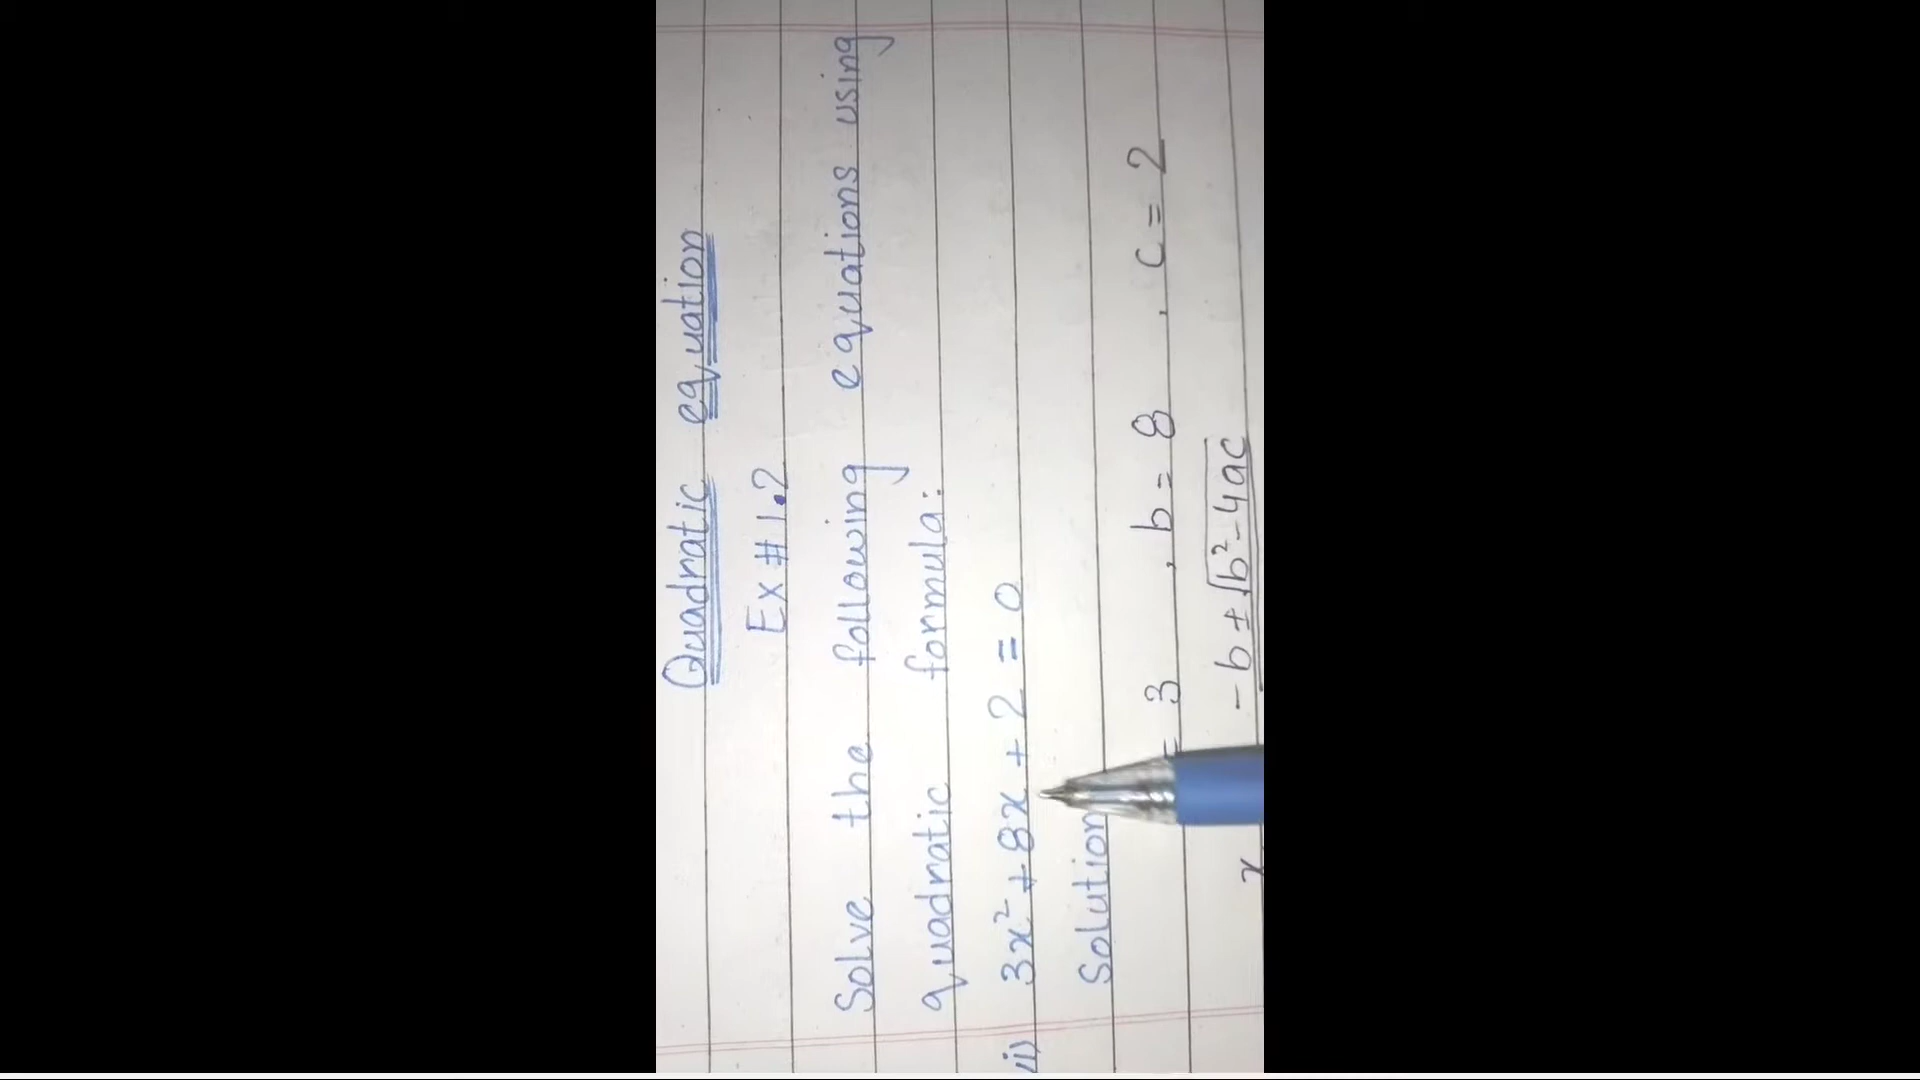 Quadratic equation
Ex # 1.2
Solve the following equations using
quadratic formula:
ii) 3x² + 8x + 2 = 0
Solution
= 3 , b = 8 , c = 2
x - b ± √b² - 4ac